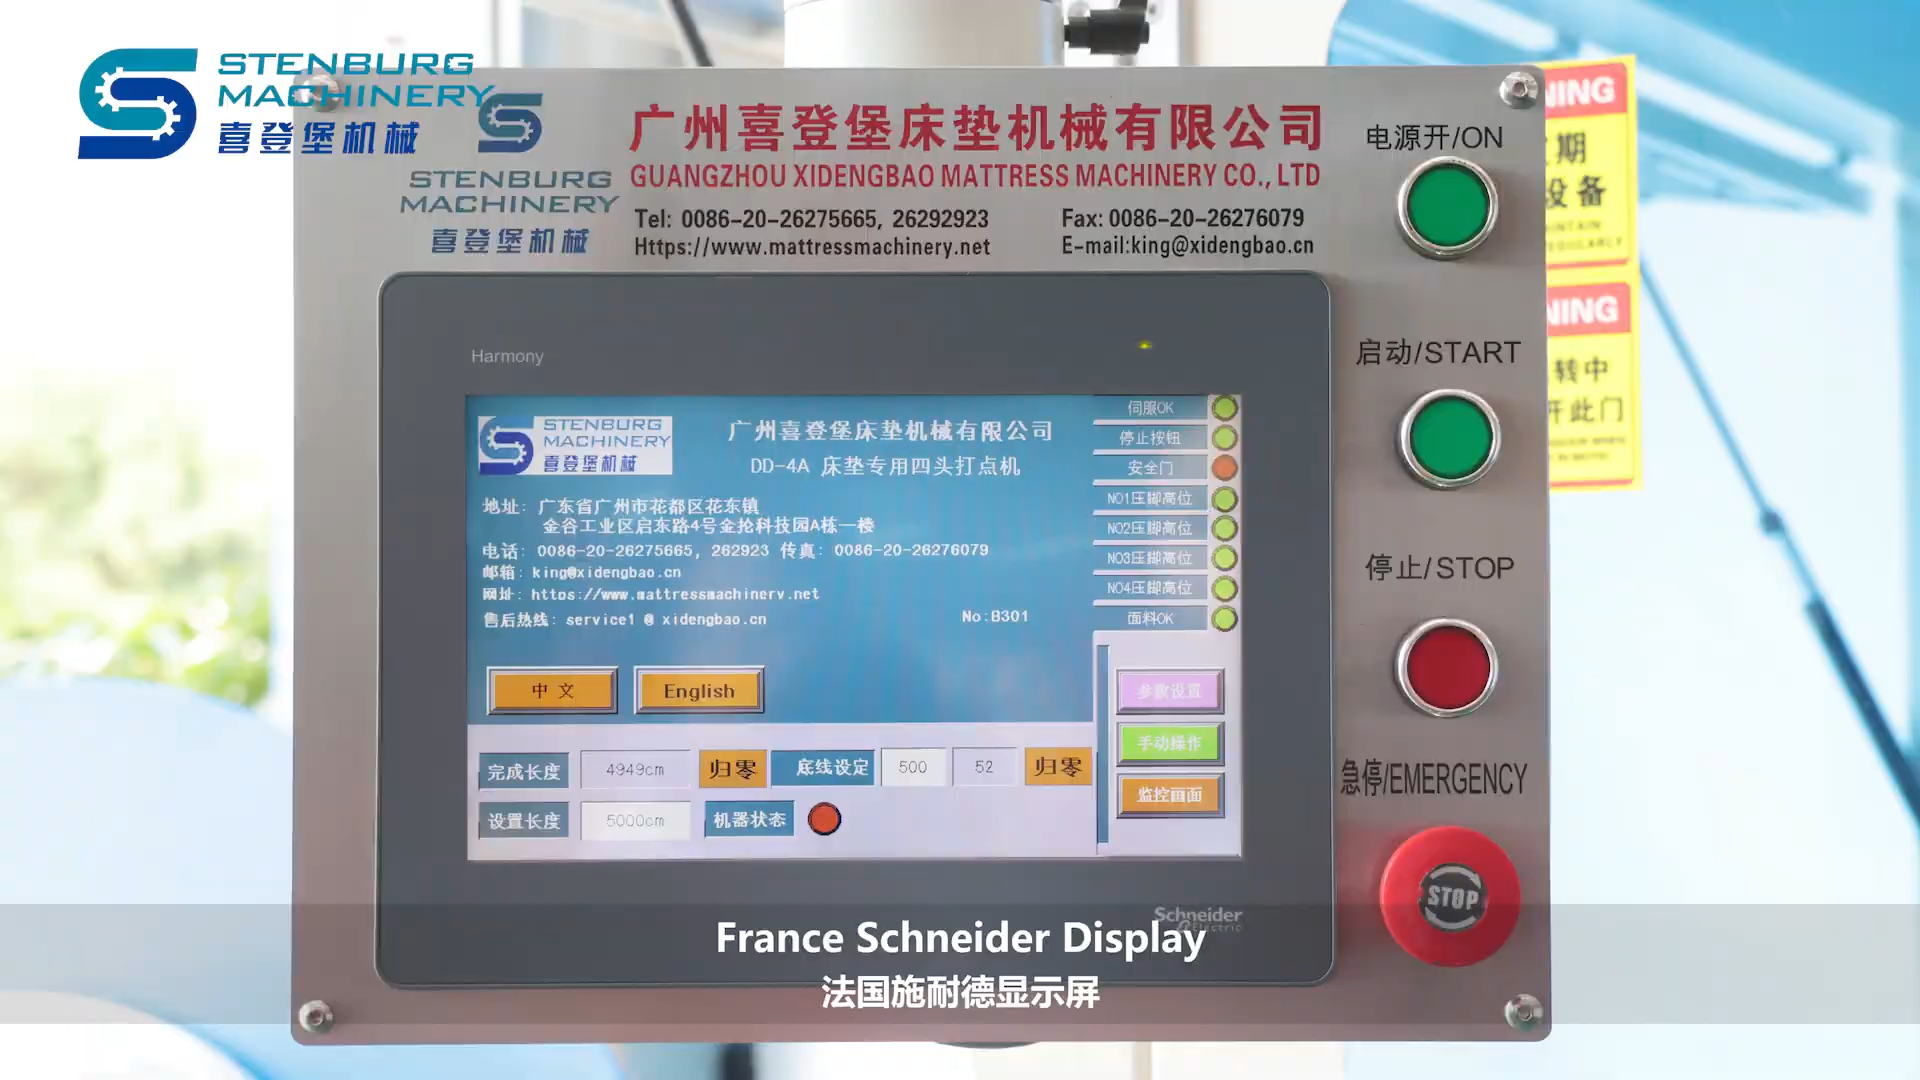 STENBURG
MACHINERY
喜登堡机械
STENBURG
MACHINERY
喜登堡机械
广州喜登堡床垫机械有限公司
GUANGZHOU XIDENGBAO MATTRESS MACHINERY CO., LTD
Tel: 0086-20-26275665, 26292923
Fax: 0086-20-26276079
Https://www.mattressmachinery.net
E-mail:king@xidengbao.cn
电源开/ON
启动/START
停止/STOP
急停/EMERGENCY
STOP
Harmony
STENBURG
MACHINERY
喜登堡机械
广州喜登堡床垫机械有限公司
DD-4A 床垫专用四头打点机
地址: 广东省广州市花都区花东镇
金谷工业区启东路4号金抡科技园A栋一楼
电话: 0086-20-26275665, 262923 传真: 0086-20-26276079
邮箱: king@xidengbao.cn
网址: https://www.mattressmachinery.net
售后热线: service1 @ xidengbao.cn
No:B301
中 文
English
伺服OK
停止按钮
安全门
NO1压脚高位
NO2压脚高位
NO3压脚高位
NO4压脚高位
面料OK
参数设置
手动操作
监控画面
完成长度
4949cm
归零
底线设定
500
52
归零
设置长度
5000cm
机器状态
Schneider
Electric
NING
期
设备
NING
转中
开此门
France Schneider Display
法国施耐德显示屏